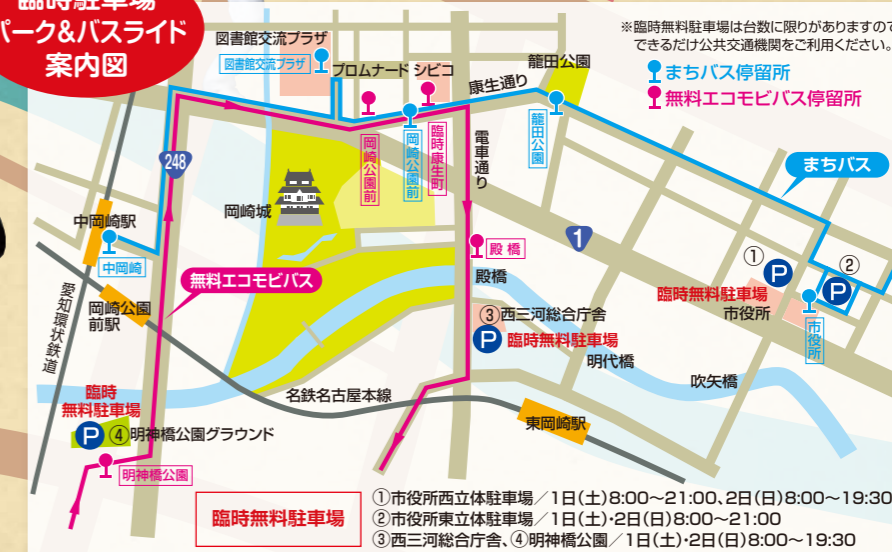 臨時駐車場
パーク&バスライド
案内図
※臨時無料駐車場は台数に限りがありますので
できるだけ公共交通機関をご利用ください。
まちバス停留所
無料エコモビバス停留所
図書館交流プラザ
図書館交流プラザ
プロムナード
シビコ
康生通り
籠田公園
籠田公園
岡崎公園前
岡崎公園前
臨時康生町
電車通り
248
岡崎城
まちバス
中岡崎駅
中岡崎
1
殿橋
殿橋
無料エコモビバス
愛知環状鉄道
岡崎公園
前駅
① P
② P
臨時無料駐車場
市役所
市役所
③西三河総合庁舎
P 臨時無料駐車場
明代橋
吹矢橋
名鉄名古屋本線
東岡崎駅
臨時
無料駐車場
P ④明神橋公園グラウンド
明神橋公園
臨時無料駐車場
①市役所西立体駐車場/1日(土)8:00~21:00、2日(日)8:00~19:30
②市役所東立体駐車場/1日(土)・2日(日)8:00~21:00
③西三河総合庁舎、④明神橋公園/1日(土)・2日(日)8:00~19:30